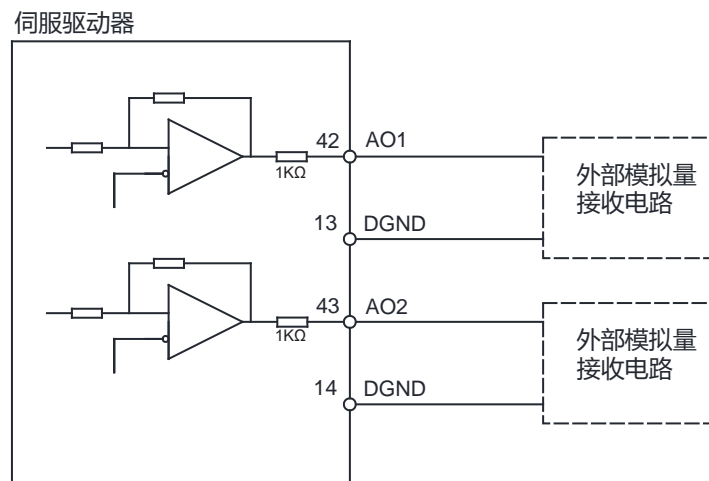 伺服驱动器
42 AO1
1KΩ
外部模拟量
接收电路
13 DGND
43 AO2
1KΩ
外部模拟量
接收电路
14 DGND